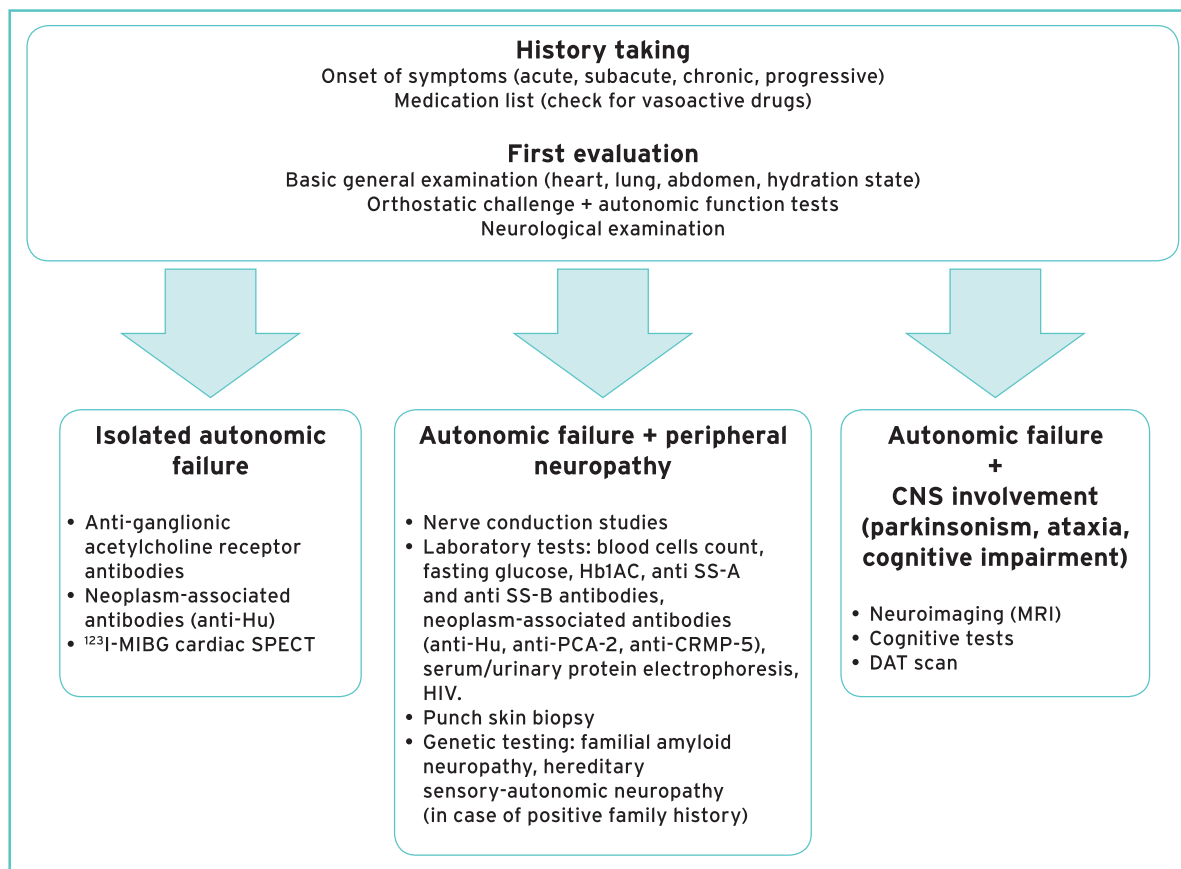 History taking
Onset of symptoms (acute, subacute, chronic, progressive)
Medication list (check for vasoactive drugs)
First evaluation
Basic general examination (heart, lung, abdomen, hydration state)
Orthostatic challenge + autonomic function tests
Neurological examination
Isolated autonomic
failure
• Anti-ganglionic
acetylcholine receptor
antibodies
• Neoplasm-associated
antibodies (anti-Hu)
• ¹²³I-MIBG cardiac SPECT
Autonomic failure + peripheral
neuropathy
• Nerve conduction studies
• Laboratory tests: blood cells count,
fasting glucose, Hb1AC, anti SS-A
and anti SS-B antibodies,
neoplasm-associated antibodies
(anti-Hu, anti-PCA-2, anti-CRMP-5),
serum/urinary protein electrophoresis,
HIV.
• Punch skin biopsy
• Genetic testing: familial amyloid
neuropathy, hereditary
sensory-autonomic neuropathy
(in case of positive family history)
Autonomic failure
+
CNS involvement
(parkinsonism, ataxia,
cognitive impairment)
• Neuroimaging (MRI)
• Cognitive tests
• DAT scan